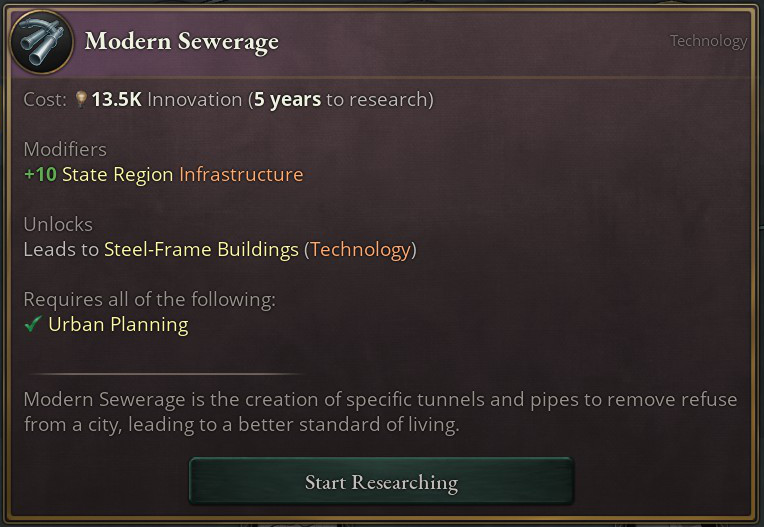 Modern Sewerage
Technology
Cost: 13.5K Innovation (5 years to research)
Modifiers
+10 State Region Infrastructure
Unlocks
Leads to Steel-Frame Buildings (Technology)
Requires all of the following:
Urban Planning
Modern Sewerage is the creation of specific tunnels and pipes to remove refuse
from a city, leading to a better standard of living.
Start Researching